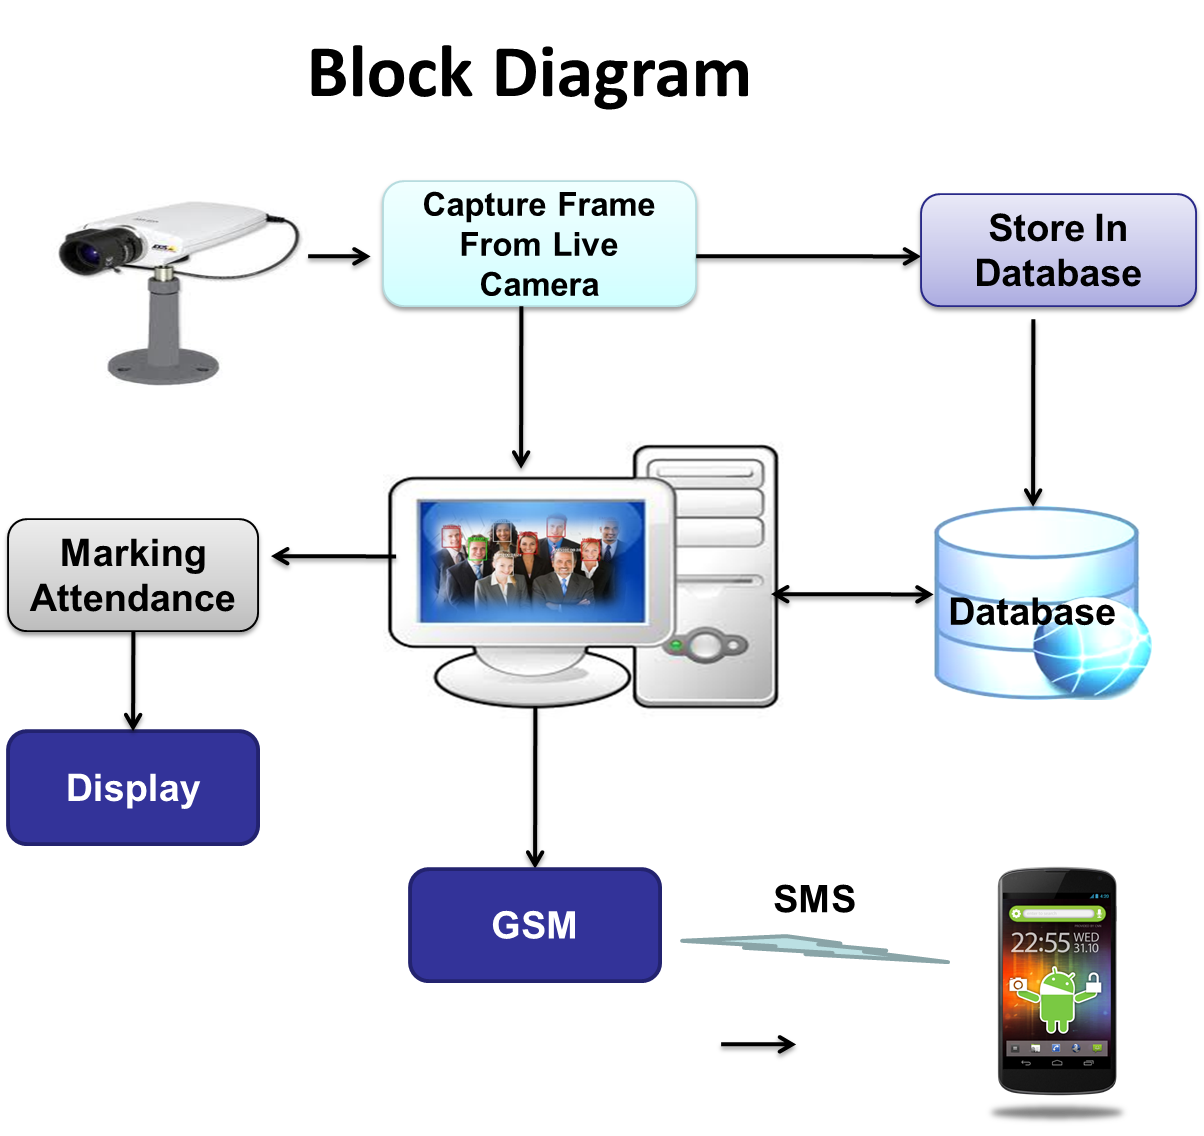 Block Diagram
Capture Frame
From Live
Camera
Store In
Database
AXIS
Marking
Attendance
Database
Display
GSM
SMS
22:55 WED
31.10